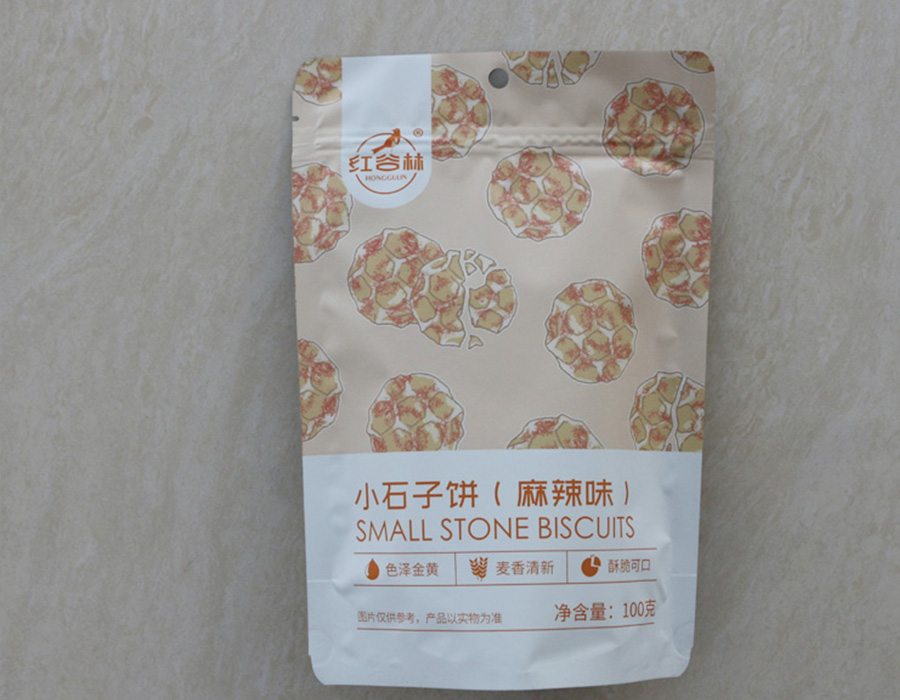 ®
红谷林
HONGGULIN
小石子饼（麻辣味）
SMALL STONE BISCUITS
色泽金黄 麦香清新 酥脆可口
图片仅供参考，产品以实物为准 净含量：100克